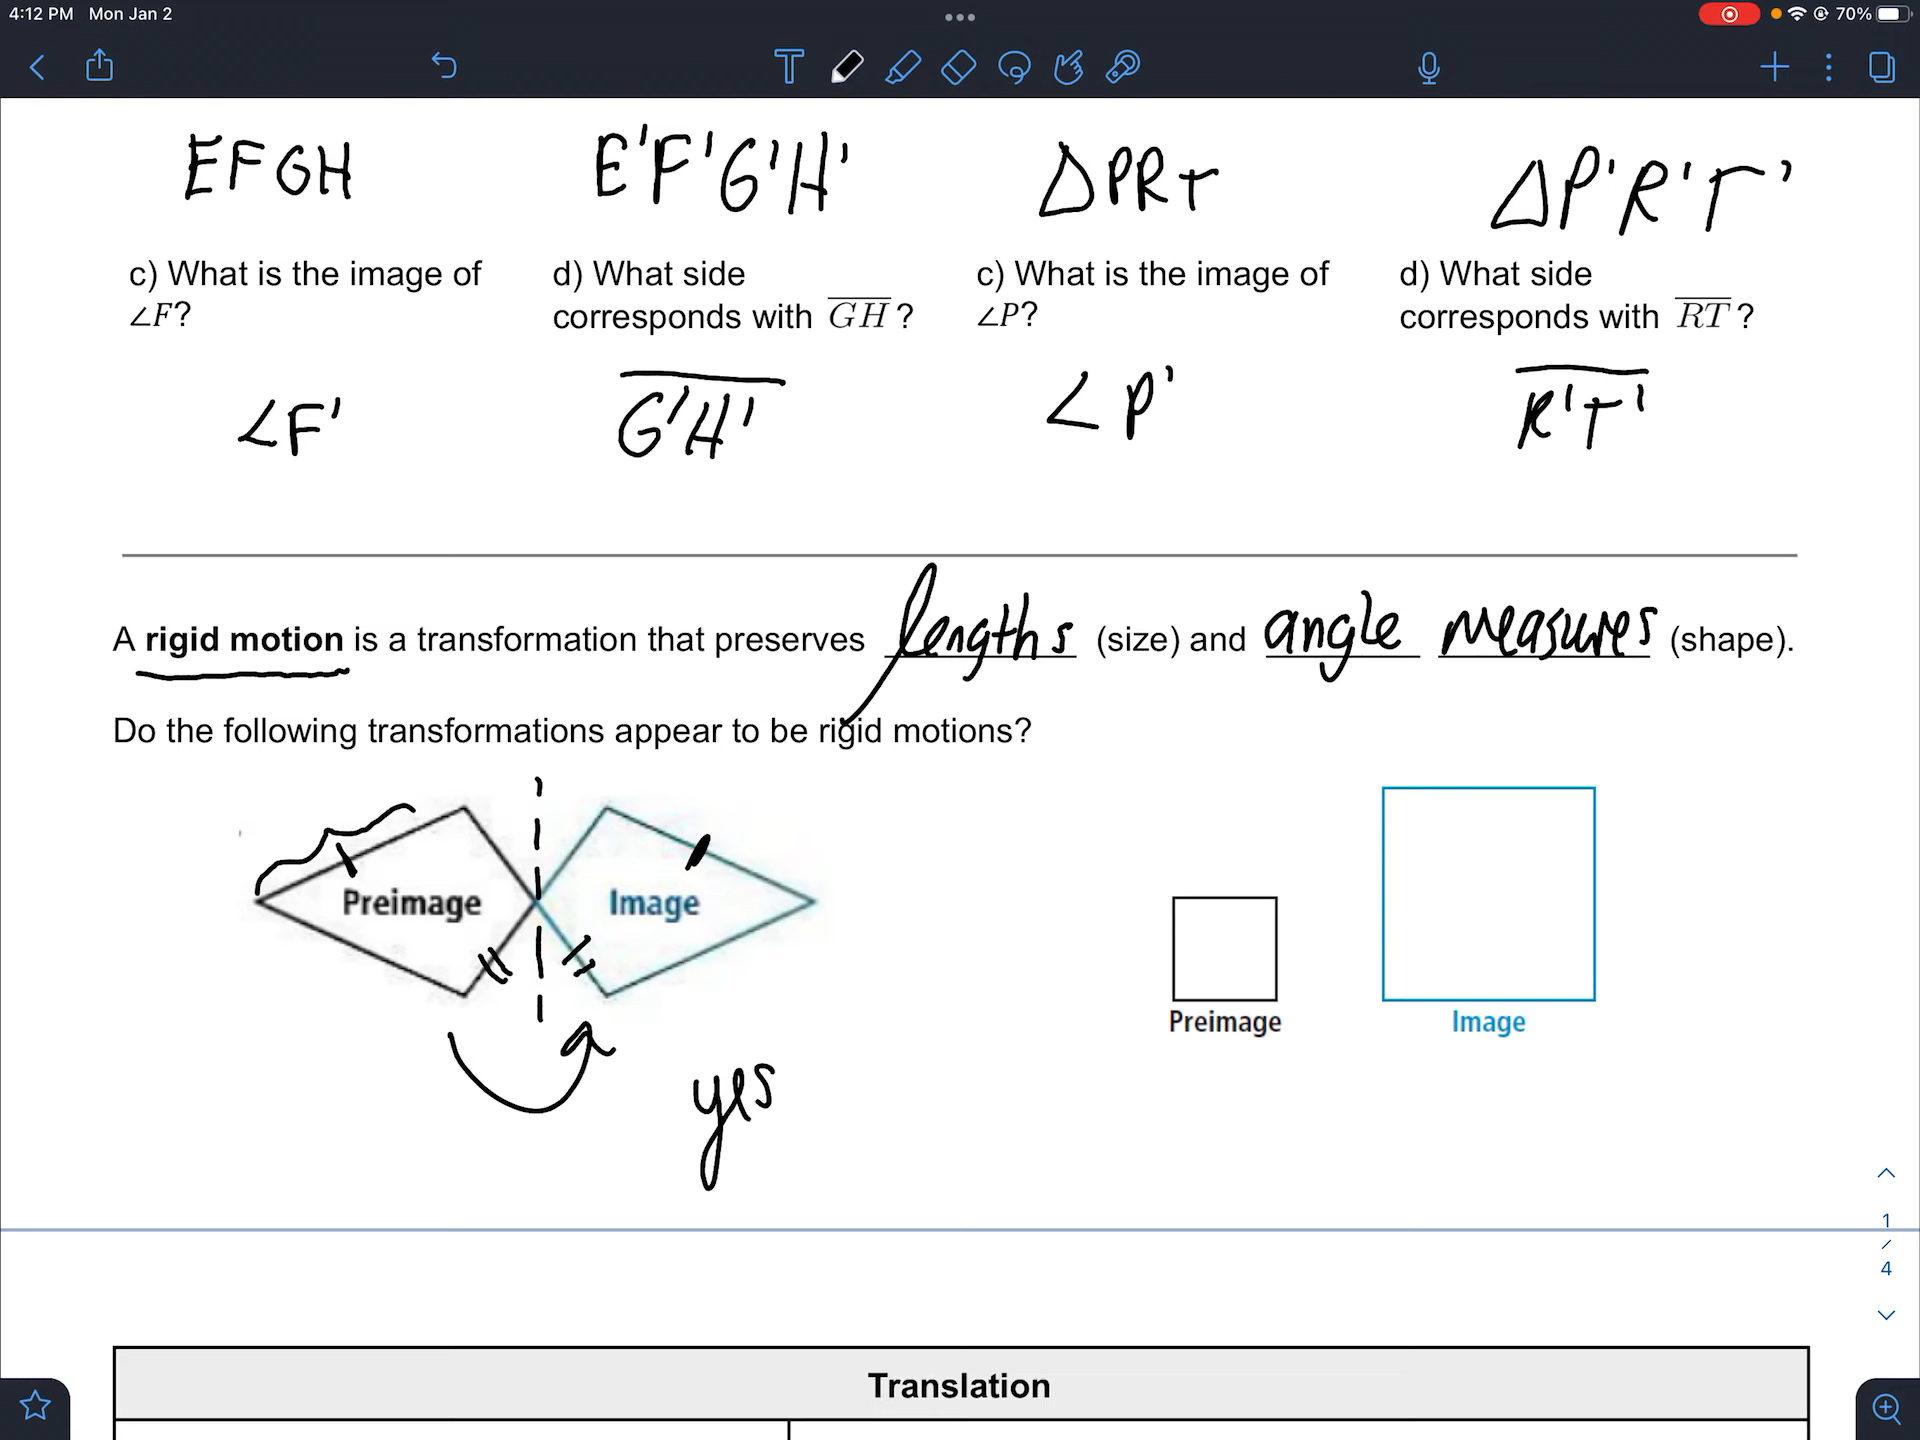 4:12 PM Mon Jan 2
70%
EFGH E'F'G'H' △PRT △P'R'T'
c) What is the image of ∠F?
d) What side corresponds with GH?
c) What is the image of ∠P?
d) What side corresponds with RT?
∠F' G'H' ∠P' R'T'
A rigid motion is a transformation that preserves lengths (size) and angle measures (shape).
Do the following transformations appear to be rigid motions?
Preimage Image
Preimage Image
yes
1
/
4
Translation